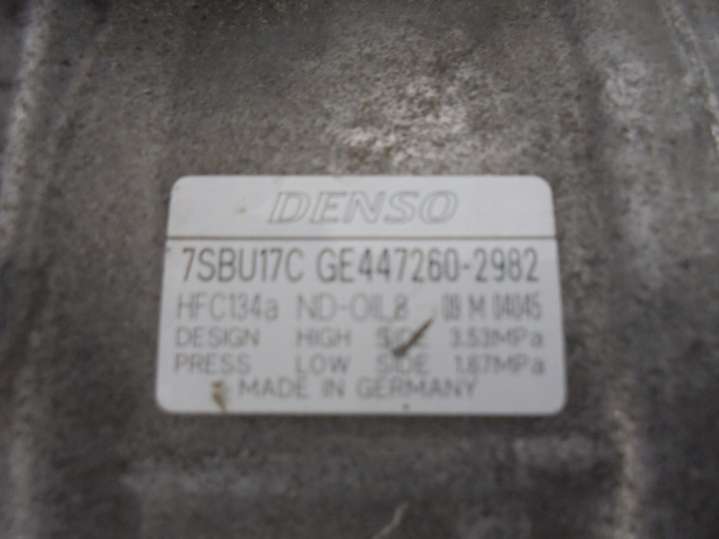 DENSO
7SBU17C GE447260-2982
HFC134a ND-OIL8 08 M 04045
DESIGN HIGH SIDE 3.53MPa
PRESS LOW SIDE 1.67MPa
MADE IN GERMANY